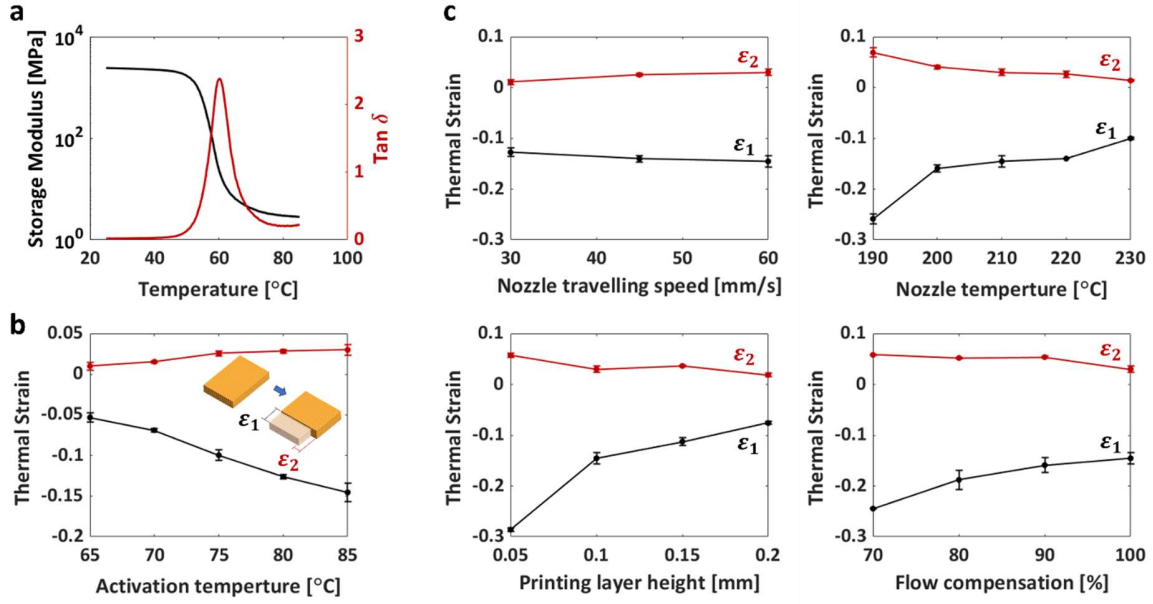 a
Storage Modulus [MPa]
10^4
10^2
10^0
20 40 60 80 100
Temperature [°C]
3
2
1
0
Tan δ
b
Thermal Strain
0.05
0
-0.05
-0.1
-0.15
-0.2
65 70 75 80 85
Activation temperture [°C]
ε1
ε2
c
Thermal Strain
0.1
0
-0.1
-0.2
-0.3
30 40 50 60
Nozzle travelling speed [mm/s]
ε2
ε1
Thermal Strain
0.1
0
-0.1
-0.2
-0.3
190 200 210 220 230
Nozzle temperture [°C]
ε2
ε1
Thermal Strain
0.1
0
-0.1
-0.2
-0.3
0.05 0.1 0.15 0.2
Printing layer height [mm]
ε2
ε1
Thermal Strain
0.1
0
-0.1
-0.2
-0.3
70 80 90 100
Flow compensation [%]
ε2
ε1